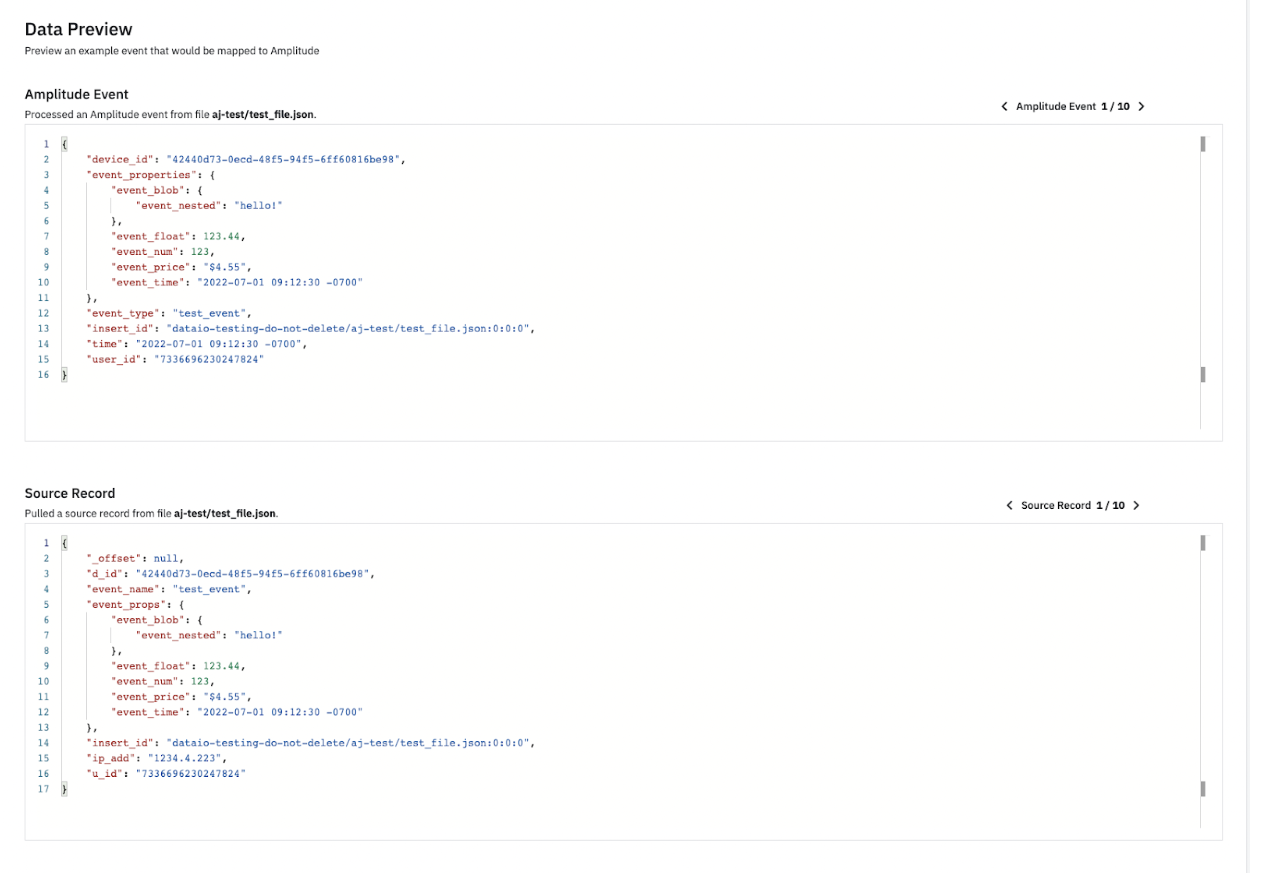 Data Preview
Preview an example event that would be mapped to Amplitude
Amplitude Event
Processed an Amplitude event from file aj-test/test_file.json.
< Amplitude Event 1 / 10 >
1 {
2 "device_id": "42440d73-0ecd-48f5-94f5-6ff60816be98",
3 "event_properties": {
4 "event_blob": {
5 "event_nested": "hello!"
6 },
7 "event_float": 123.44,
8 "event_num": 123,
9 "event_price": "$4.55",
10 "event_time": "2022-07-01 09:12:30 -0700"
11 },
12 "event_type": "test_event",
13 "insert_id": "dataio-testing-do-not-delete/aj-test/test_file.json:0:0:0",
14 "time": "2022-07-01 09:12:30 -0700",
15 "user_id": "7336696230247824"
16 }
Source Record
Pulled a source record from file aj-test/test_file.json.
< Source Record 1 / 10 >
1 {
2 "_offset": null,
3 "d_id": "42440d73-0ecd-48f5-94f5-6ff60816be98",
4 "event_name": "test_event",
5 "event_props": {
6 "event_blob": {
7 "event_nested": "hello!"
8 },
9 "event_float": 123.44,
10 "event_num": 123,
11 "event_price": "$4.55",
12 "event_time": "2022-07-01 09:12:30 -0700"
13 },
14 "insert_id": "dataio-testing-do-not-delete/aj-test/test_file.json:0:0:0",
15 "ip_add": "1234.4.223",
16 "u_id": "7336696230247824"
17 }